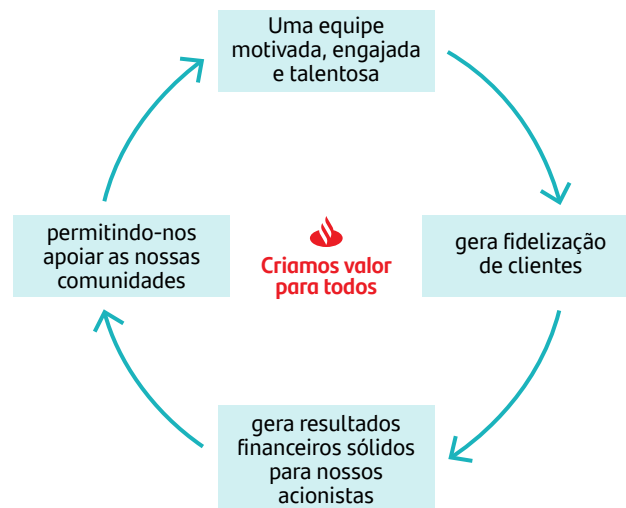 Uma equipe
motivada, engajada
e talentosa
gera fidelização
de clientes
gera resultados
financeiros sólidos
para nossos
acionistas
permitindo-nos
apoiar as nossas
comunidades
Criamos valor
para todos